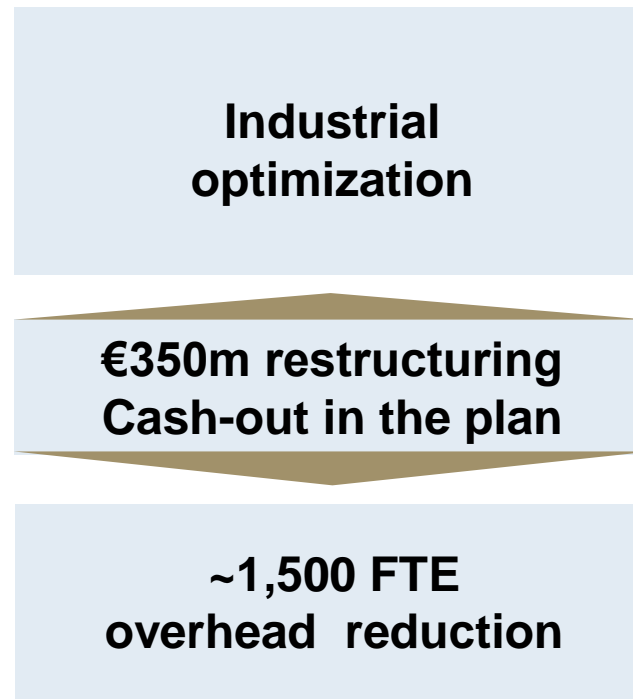 Industrial
optimization
€350m restructuring
Cash-out in the plan
~1,500 FTE
overhead reduction